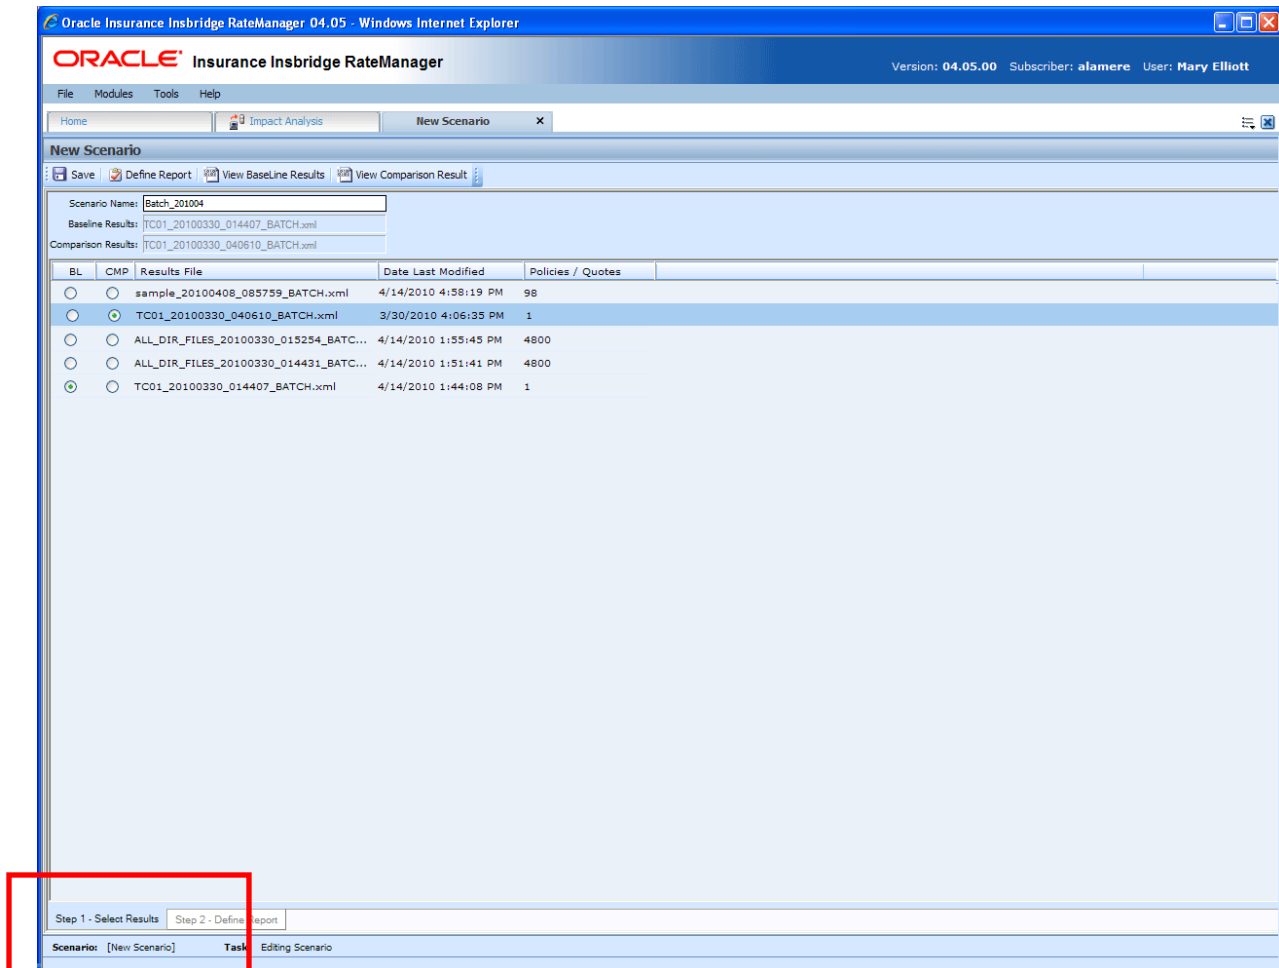 Oracle Insurance Insbridge RateManager 04.05 - Windows Internet Explorer
ORACLE Insurance Insbridge RateManager
Version: 04.05.00 Subscriber: alamere User: Mary Elliott
File Modules Tools Help
Home Impact Analysis New Scenario x
New Scenario
Save Define Report View BaseLine Results View Comparison Result
Scenario Name: Batch_201004
Baseline Results: TC01_20100330_014407_BATCH.xml
Comparison Results: TC01_20100330_040610_BATCH.xml
BL CMP Results File Date Last Modified Policies / Quotes
sample_20100408_085759_BATCH.xml 4/14/2010 4:58:19 PM 98
TC01_20100330_040610_BATCH.xml 3/30/2010 4:06:35 PM 1
ALL_DIR_FILES_20100330_015254_BATC... 4/14/2010 1:55:45 PM 4800
ALL_DIR_FILES_20100330_014431_BATC... 4/14/2010 1:51:41 PM 4800
TC01_20100330_014407_BATCH.xml 4/14/2010 1:44:08 PM 1
Step 1 - Select Results Step 2 - Define Report
Scenario: [New Scenario] Task Editing Scenario